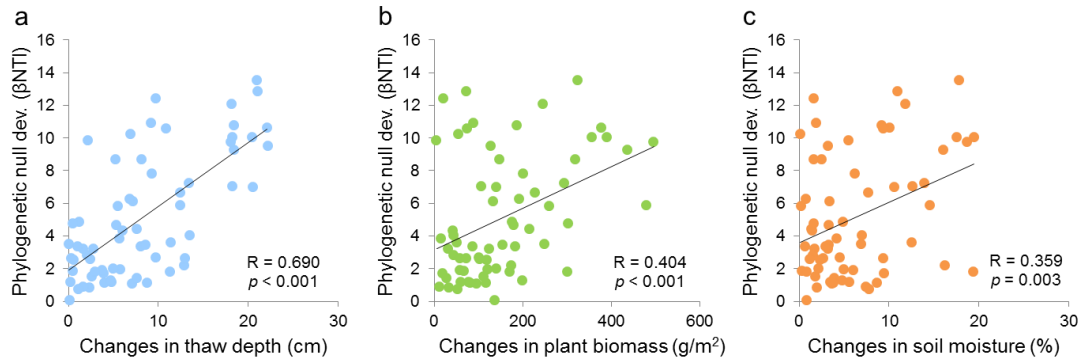 a
Phylogenetic null dev. (βNTI)
16
14
12
10
8
6
4
2
0
R = 0.690
p < 0.001
0 10 20 30
Changes in thaw depth (cm)
b
Phylogenetic null dev. (βNTI)
16
14
12
10
8
6
4
2
0
R = 0.404
p < 0.001
0 200 400 600
Changes in plant biomass (g/m²)
c
Phylogenetic null dev. (βNTI)
16
14
12
10
8
6
4
2
0
R = 0.359
p = 0.003
0 10 20 30
Changes in soil moisture (%)